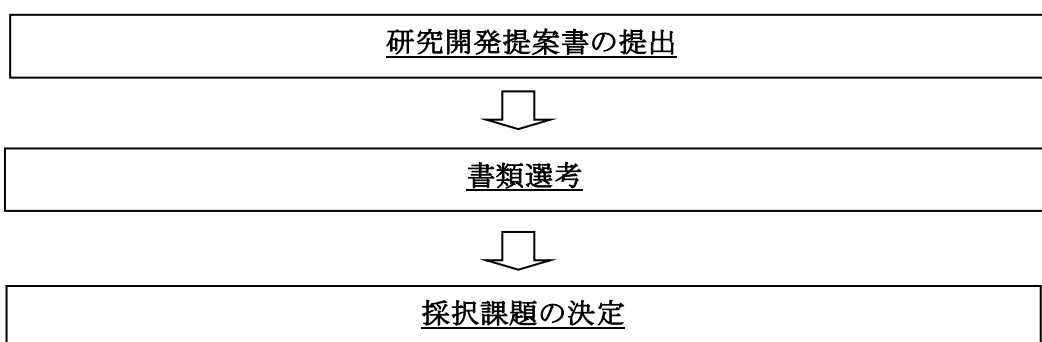 研究開発提案書の提出
書類選考
採択課題の決定